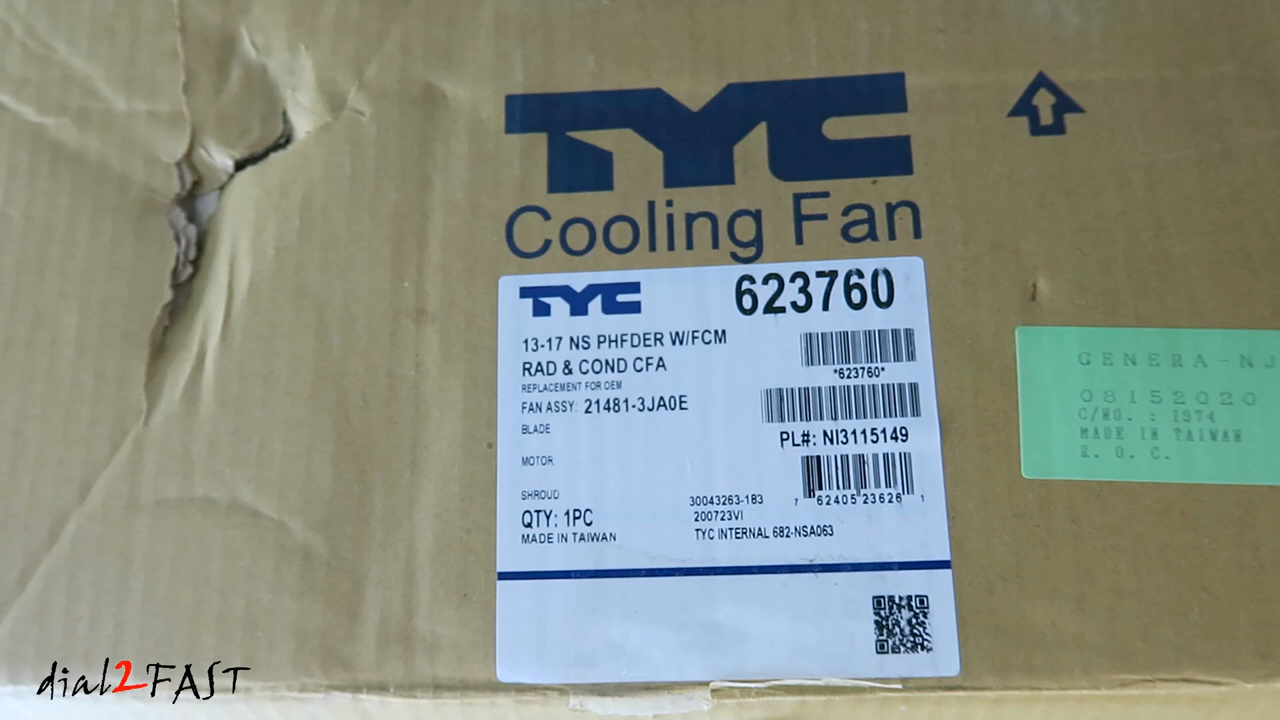 TYC
Cooling Fan
TYC
623760
13-17 NS PHFDER W/FCM
RAD & COND CFA
*623760*
REPLACEMENT FOR OEM
FAN ASSY: 21481-3JA0E
BLADE
PL#: NI3115149
MOTOR
SHROUD
30043263-183
7 62405 23626 1
QTY: 1PC
200723VI
MADE IN TAIWAN
TYC INTERNAL 682-NSA063
GENERA-NJ
08152020
C/NO. : 1974
MADE IN TAIWAN
R. O. C.
dial2FAST